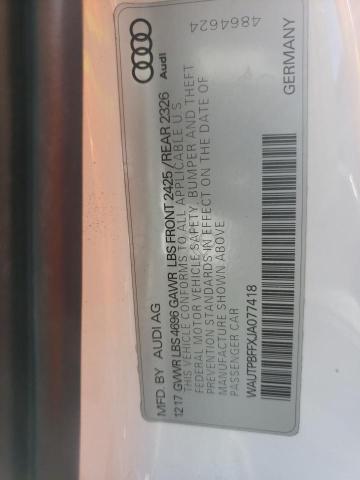 Audi
4864624
MFD. BY AUDI AG
12 17 GVWR LBS 4696 GAWR LBS FRONT 2425 /REAR 2326
THIS VEHICLE CONFORMS TO ALL APPLICABLE U S
FEDERAL MOTOR VEHICLE SAFETY, BUMPER AND THEFT
PREVENTION STANDARDS IN EFFECT ON THE DATE OF
MANUFACTURE SHOWN ABOVE
PASSENGER CAR
WAUTPBFFXJA077418
GERMANY